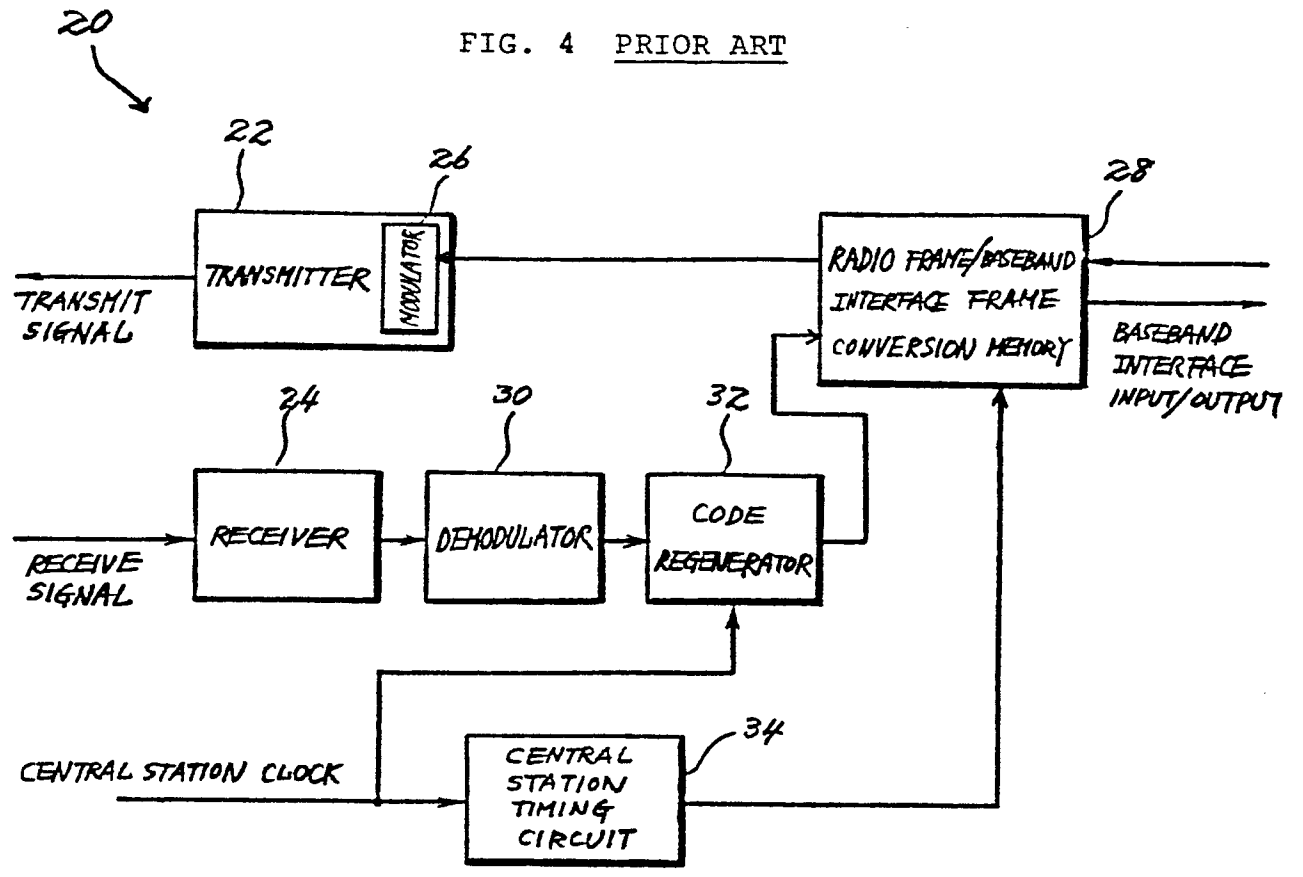 20
FIG. 4 PRIOR ART
22
26
28
TRANSMITTER
MODULATOR
RADIO FRAME/BASEBAND
INTERFACE FRAME
CONVERSION MEMORY
TRANSMIT
SIGNAL
BASEBAND
INTERFACE
INPUT/OUTPUT
24
30
32
RECEIVER
DEMODULATOR
CODE
REGENERATOR
RECEIVE
SIGNAL
34
CENTRAL STATION CLOCK
CENTRAL
STATION
TIMING
CIRCUIT